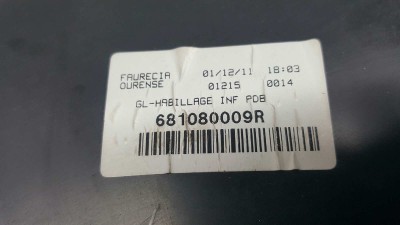 FAURECIA 01/12/11 18:03
OURENSE 01215 0014
GL-HABILLAGE INF PDB
681080009R